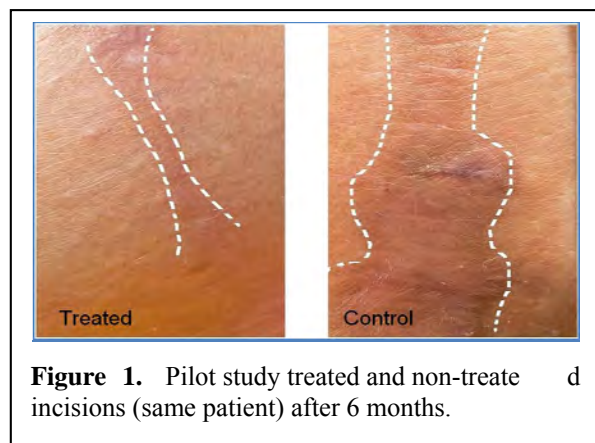 Treated
Control
Figure 1. Pilot study treated and non-treate d
incisions (same patient) after 6 months.